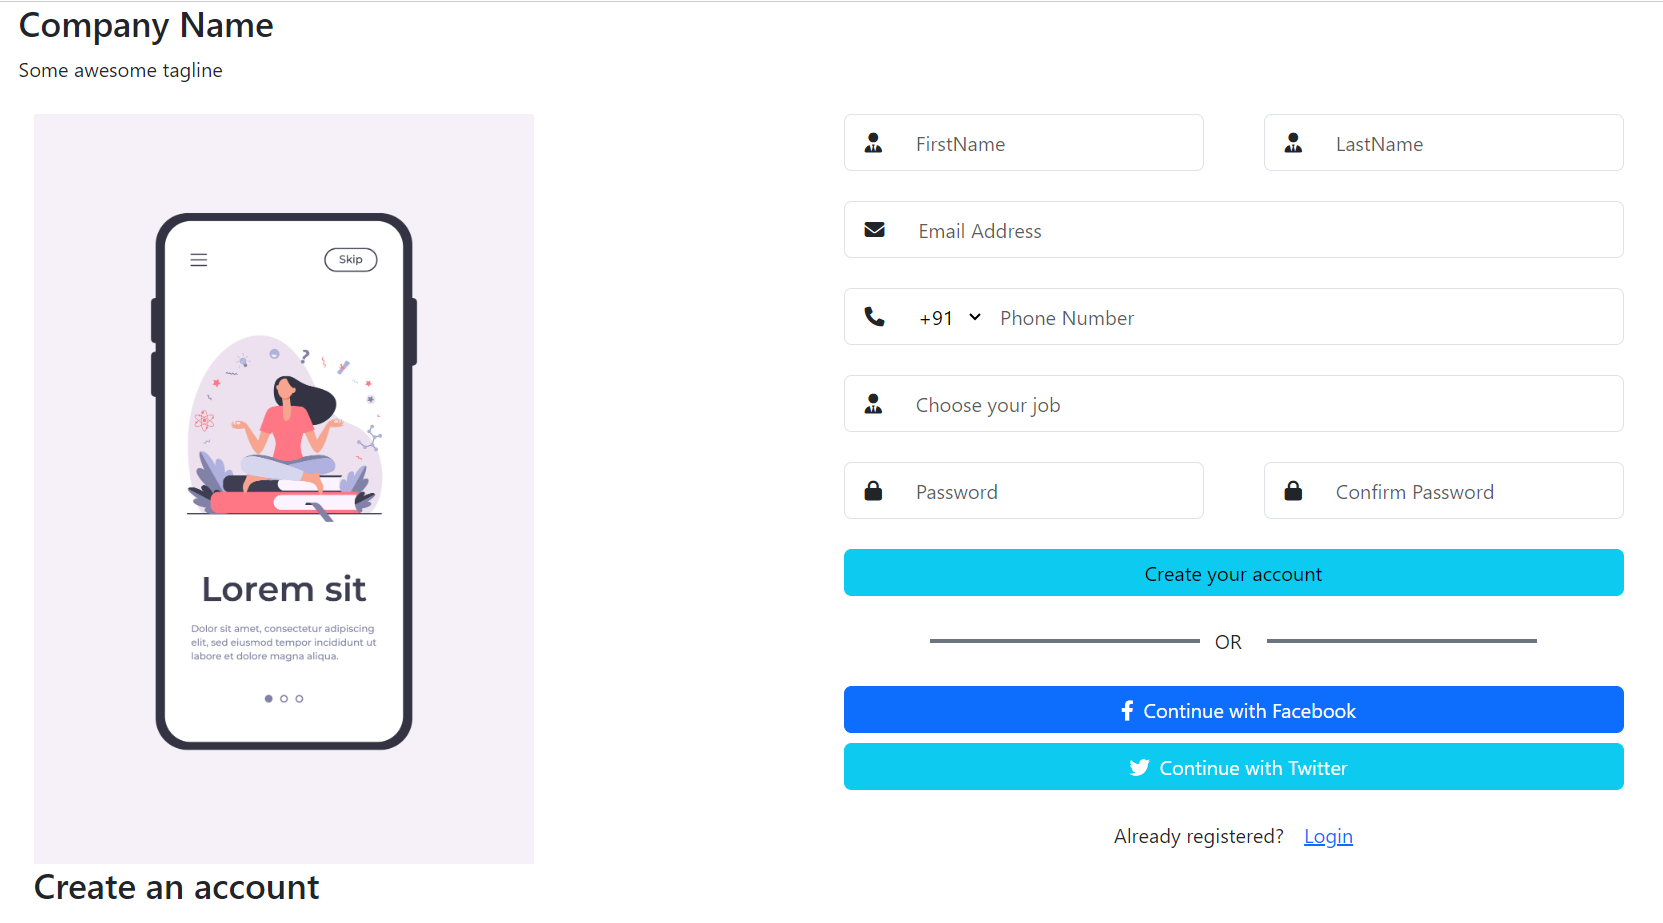 Company Name
Some awesome tagline
Skip
Lorem sit
Dolor sit amet, consectetur adipiscing
elit, sed eiusmod tempor incididunt ut
labore et dolore magna aliqua.
Create an account
FirstName
LastName
Email Address
+91 Phone Number
Choose your job
Password
Confirm Password
Create your account
OR
Continue with Facebook
Continue with Twitter
Already registered? Login